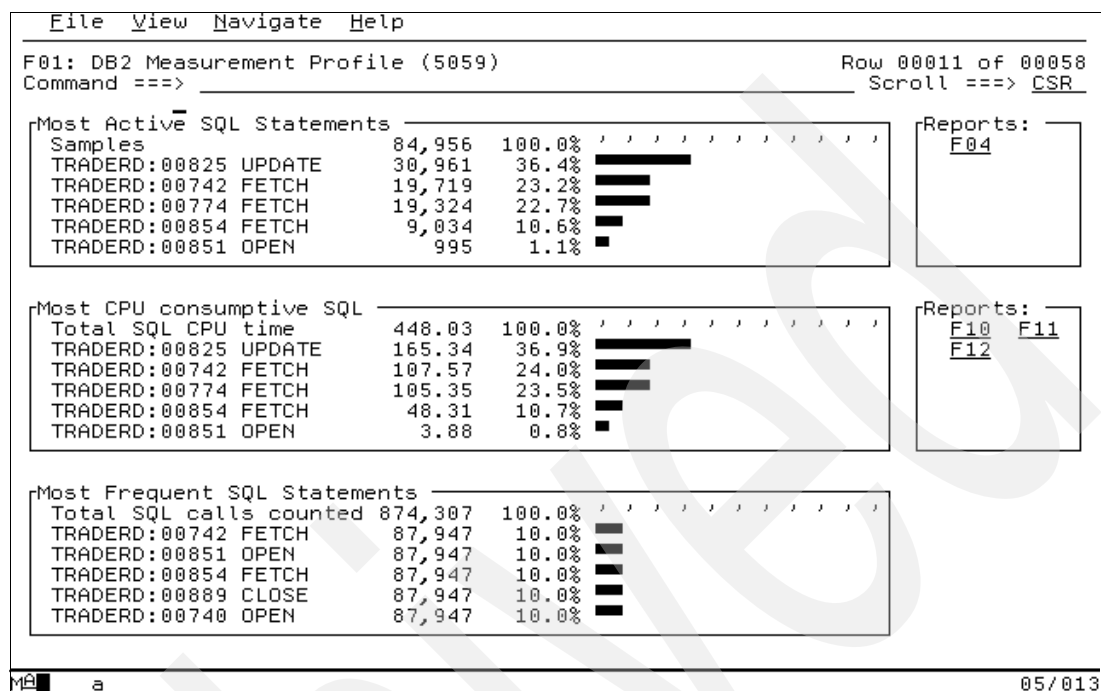 File View Navigate Help
F01: DB2 Measurement Profile (5059) Row 00011 of 00058
Command ===> Scroll ===> CSR
Most Active SQL Statements Reports:
Samples 84,956 100.0% F04
TRADERD:00825 UPDATE 30,961 36.4%
TRADERD:00742 FETCH 19,719 23.2%
TRADERD:00774 FETCH 19,324 22.7%
TRADERD:00854 FETCH 9,034 10.6%
TRADERD:00851 OPEN 995 1.1%
Most CPU consumptive SQL Reports:
Total SQL CPU time 448.03 100.0% F10 F11
TRADERD:00825 UPDATE 165.34 36.9% F12
TRADERD:00742 FETCH 107.57 24.0%
TRADERD:00774 FETCH 105.35 23.5%
TRADERD:00854 FETCH 48.31 10.7%
TRADERD:00851 OPEN 3.88 0.8%
Most Frequent SQL Statements
Total SQL calls counted 874,307 100.0%
TRADERD:00742 FETCH 87,947 10.0%
TRADERD:00851 OPEN 87,947 10.0%
TRADERD:00854 FETCH 87,947 10.0%
TRADERD:00889 CLOSE 87,947 10.0%
TRADERD:00740 OPEN 87,947 10.0%
MA a 05/013